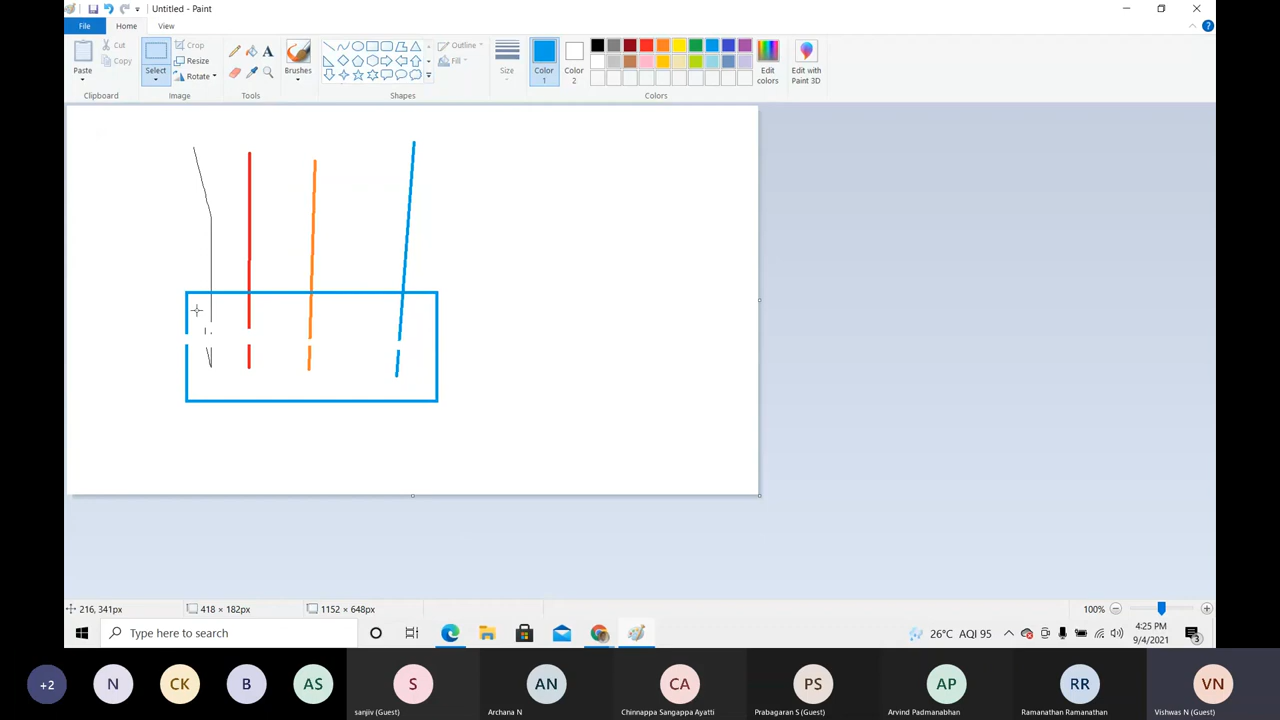 Untitled - Paint
File
Home
View
Paste
Cut
Copy
Clipboard
Select
Crop
Resize
Rotate
Image
A
Tools
Brushes
Outline
Fill
Shapes
Size
Color 1
Color 2
Edit colors
Colors
Edit with Paint 3D
216, 341px
418 × 182px
1152 × 648px
100%
Type here to search
26°C AQI 95
4:25 PM
9/4/2021
3
+2
N
CK
B
AS
S
sanjiv (Guest)
AN
Archana N
CA
Chinnappa Sangappa Ayatti
PS
Prabagaran S (Guest)
AP
Arvind Padmanabhan
RR
Ramanathan Ramanathan
VN
Vishwas N (Guest)